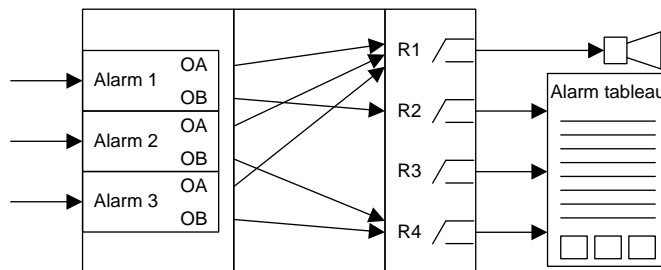 Alarm 1
OA
OB
Alarm 2
OA
OB
Alarm 3
OA
OB
R1
R2
R3
R4
Alarm tableau